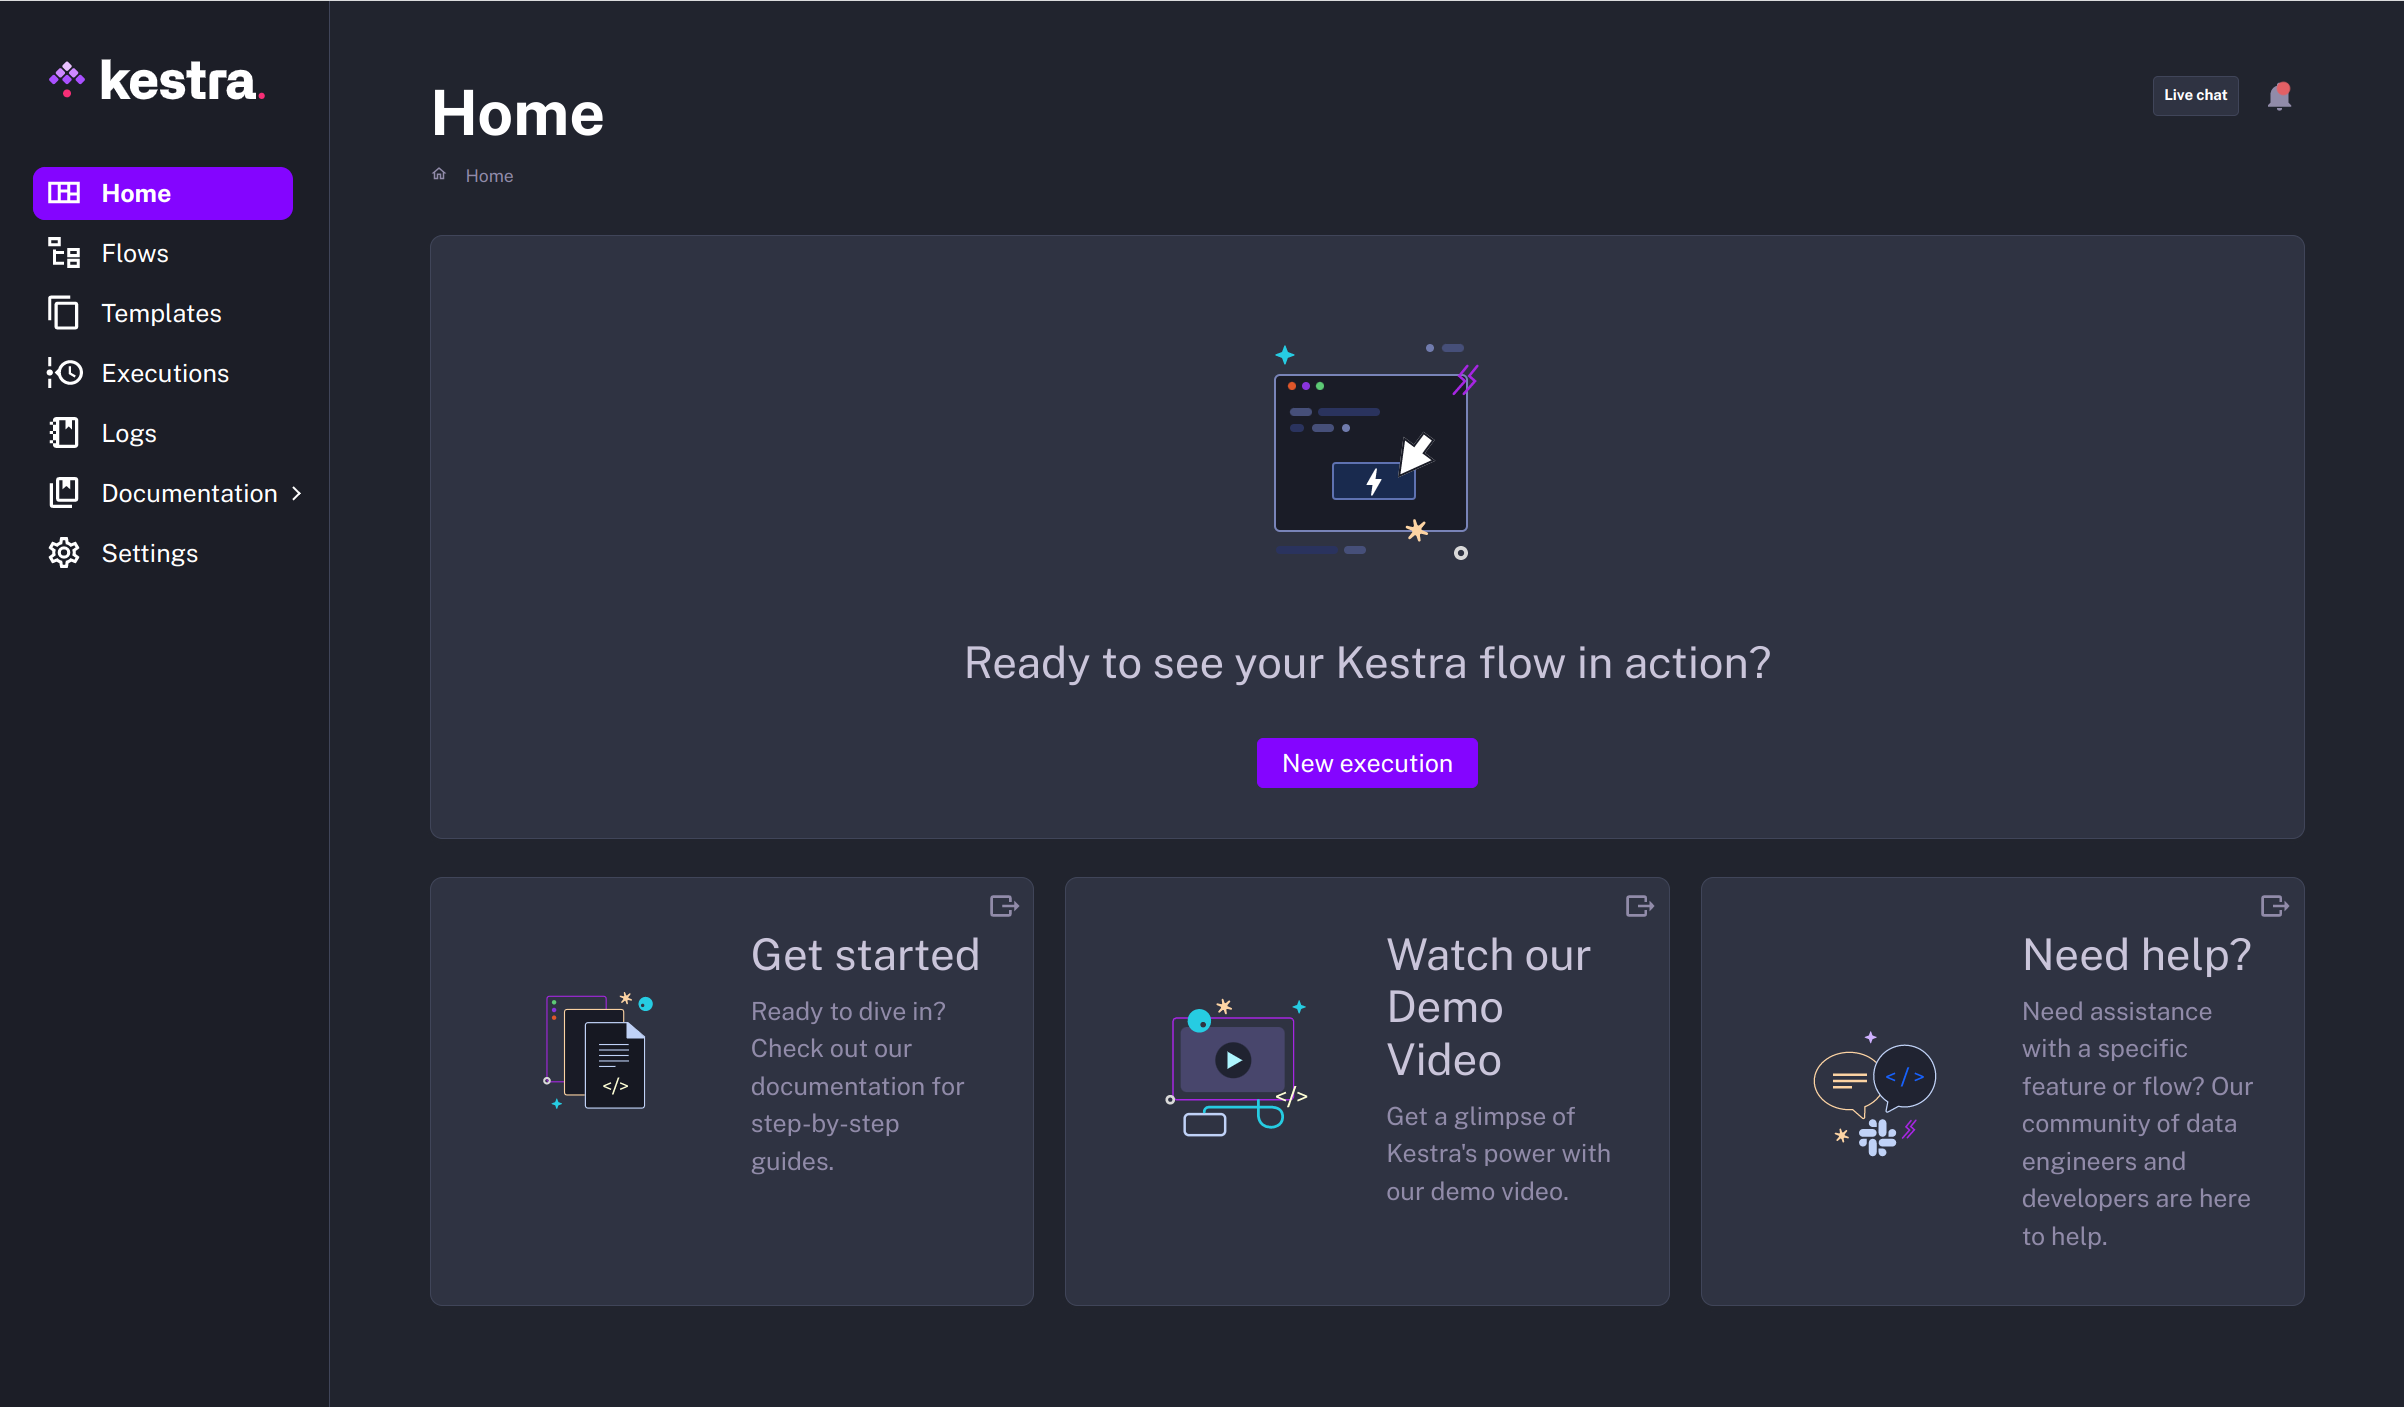 kestra.
Home
Flows
Templates
Executions
Logs
Documentation
Settings
Home
Live chat
Home
Ready to see your Kestra flow in action?
New execution
Get started
Ready to dive in?
Check out our
documentation for
step-by-step
guides.
</>
Watch our
Demo
Video
Get a glimpse of
Kestra's power with
our demo video.
</>
Need help?
Need assistance
with a specific
feature or flow? Our
community of data
engineers and
developers are here
to help.
</>